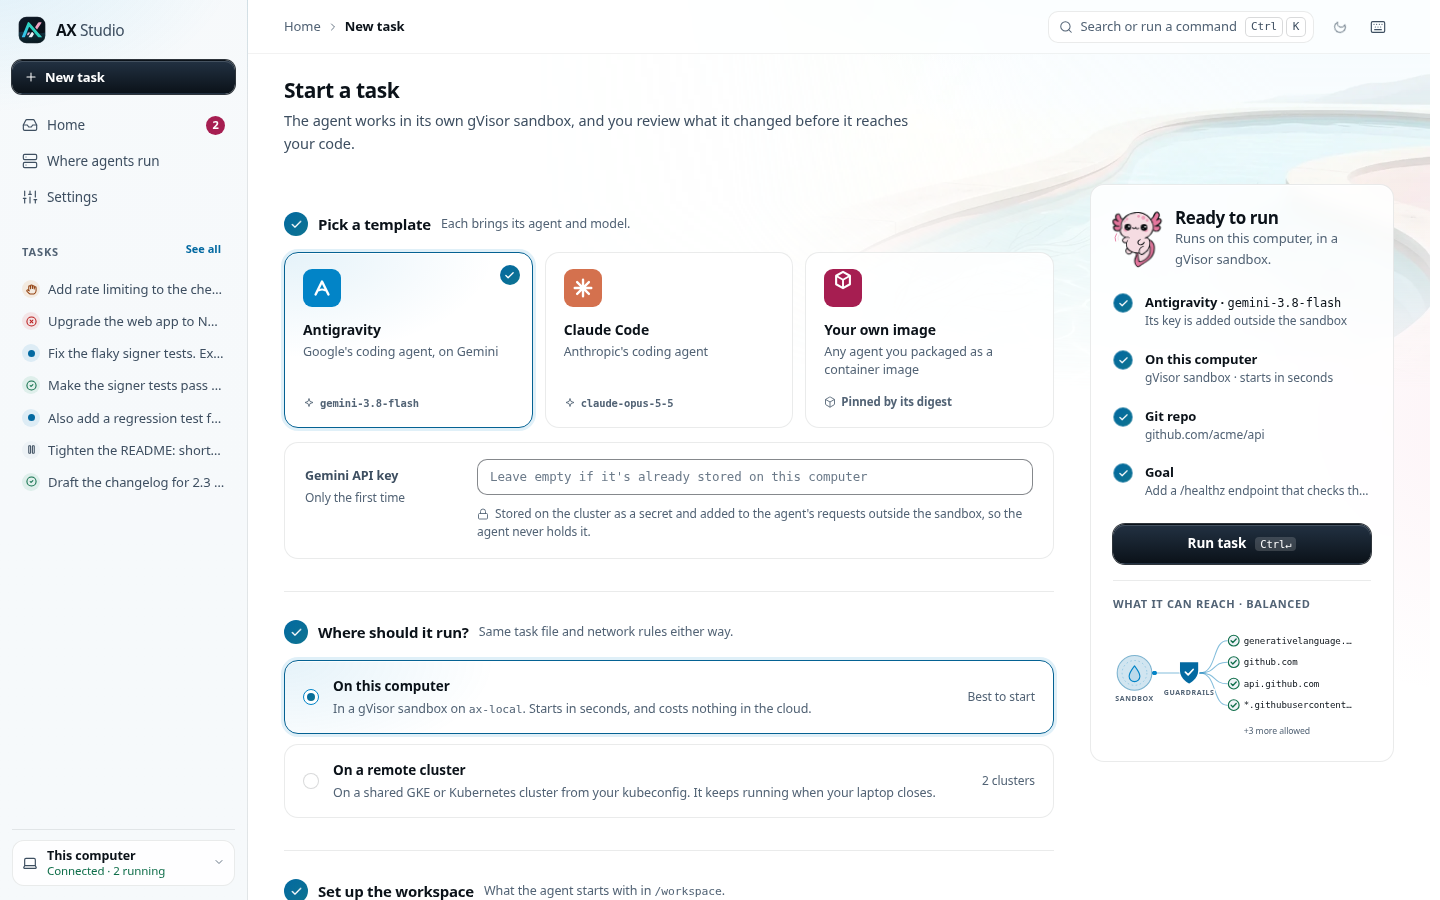 AX Studio
New task
Home
2
Where agents run
Settings
TASKS
See all
Add rate limiting to the che...
Upgrade the web app to N...
Fix the flaky signer tests. Ex...
Make the signer tests pass ...
Also add a regression test f...
Tighten the README: short...
Draft the changelog for 2.3 ...
This computer
Connected · 2 running
Home > New task
Search or run a command Ctrl K
Start a task
The agent works in its own gVisor sandbox, and you review what it changed before it reaches
your code.
Pick a template Each brings its agent and model.
Antigravity
Google's coding agent, on Gemini
gemini-3.8-flash
Claude Code
Anthropic's coding agent
claude-opus-5-5
Your own image
Any agent you packaged as a
container image
Pinned by its digest
Gemini API key
Only the first time
Leave empty if it's already stored on this computer
Stored on the cluster as a secret and added to the agent's requests outside the sandbox, so the
agent never holds it.
Where should it run? Same task file and network rules either way.
On this computer
In a gVisor sandbox on ax-local. Starts in seconds, and costs nothing in the cloud.
Best to start
On a remote cluster
On a shared GKE or Kubernetes cluster from your kubeconfig. It keeps running when your laptop closes.
2 clusters
Set up the workspace What the agent starts with in /workspace.
Ready to run
Runs on this computer, in a
gVisor sandbox.
Antigravity · gemini-3.8-flash
Its key is added outside the sandbox
On this computer
gVisor sandbox · starts in seconds
Git repo
github.com/acme/api
Goal
Add a /healthz endpoint that checks th...
Run task Ctrl↵
WHAT IT CAN REACH · BALANCED
SANDBOX
GUARDRAILS
generativelanguage.…
github.com
api.github.com
*.githubusercontent…
+3 more allowed